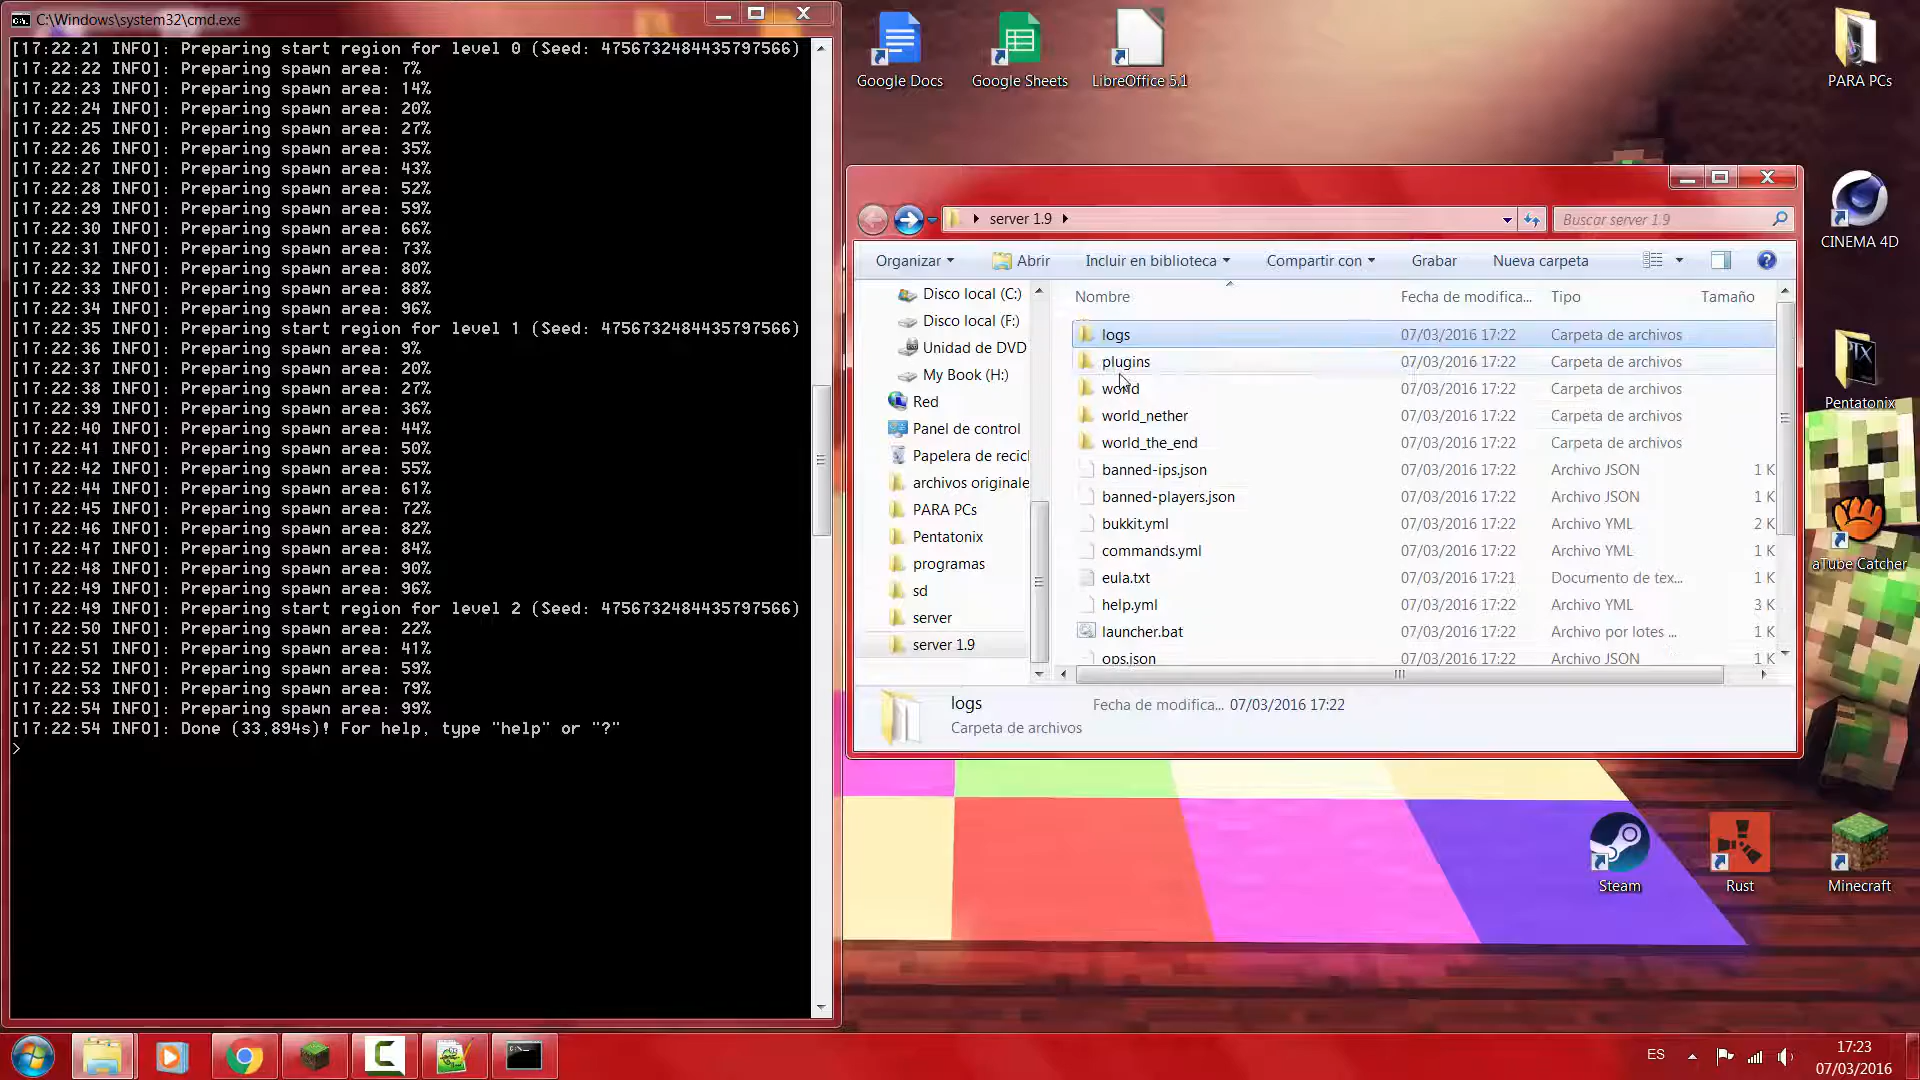 C:\Windows\system32\cmd.exe
[17:22:21 INFO]: Preparing start region for level 0 (Seed: 4756732484435797566)
[17:22:22 INFO]: Preparing spawn area: 7%
[17:22:23 INFO]: Preparing spawn area: 14%
[17:22:24 INFO]: Preparing spawn area: 20%
[17:22:25 INFO]: Preparing spawn area: 27%
[17:22:26 INFO]: Preparing spawn area: 35%
[17:22:27 INFO]: Preparing spawn area: 43%
[17:22:28 INFO]: Preparing spawn area: 52%
[17:22:29 INFO]: Preparing spawn area: 59%
[17:22:30 INFO]: Preparing spawn area: 66%
[17:22:31 INFO]: Preparing spawn area: 73%
[17:22:32 INFO]: Preparing spawn area: 80%
[17:22:33 INFO]: Preparing spawn area: 88%
[17:22:34 INFO]: Preparing spawn area: 96%
[17:22:35 INFO]: Preparing start region for level 1 (Seed: 4756732484435797566)
[17:22:36 INFO]: Preparing spawn area: 9%
[17:22:37 INFO]: Preparing spawn area: 20%
[17:22:38 INFO]: Preparing spawn area: 27%
[17:22:39 INFO]: Preparing spawn area: 36%
[17:22:40 INFO]: Preparing spawn area: 44%
[17:22:41 INFO]: Preparing spawn area: 50%
[17:22:42 INFO]: Preparing spawn area: 55%
[17:22:44 INFO]: Preparing spawn area: 61%
[17:22:45 INFO]: Preparing spawn area: 72%
[17:22:46 INFO]: Preparing spawn area: 82%
[17:22:47 INFO]: Preparing spawn area: 84%
[17:22:48 INFO]: Preparing spawn area: 90%
[17:22:49 INFO]: Preparing spawn area: 96%
[17:22:49 INFO]: Preparing start region for level 2 (Seed: 4756732484435797566)
[17:22:50 INFO]: Preparing spawn area: 22%
[17:22:51 INFO]: Preparing spawn area: 41%
[17:22:52 INFO]: Preparing spawn area: 59%
[17:22:53 INFO]: Preparing spawn area: 79%
[17:22:54 INFO]: Preparing spawn area: 99%
[17:22:54 INFO]: Done (33,894s)! For help, type "help" or "?"
>
Google Docs
Google Sheets
LibreOffice 5.1
PARA PCs
CINEMA 4D
PTX
Pentatonix
aTube Catcher
Steam
Rust
Minecraft
server 1.9
Buscar server 1.9
Organizar
Abrir
Incluir en biblioteca
Compartir con
Grabar
Nueva carpeta
Disco local (C:)
Disco local (F:)
Unidad de DVD
My Book (H:)
Red
Panel de control
Papelera de recicl
archivos originale
PARA PCs
Pentatonix
programas
sd
server
server 1.9
Nombre Fecha de modifica... Tipo Tamaño
logs 07/03/2016 17:22 Carpeta de archivos
plugins 07/03/2016 17:22 Carpeta de archivos
world 07/03/2016 17:22 Carpeta de archivos
world_nether 07/03/2016 17:22 Carpeta de archivos
world_the_end 07/03/2016 17:22 Carpeta de archivos
banned-ips.json 07/03/2016 17:22 Archivo JSON 1 K
banned-players.json 07/03/2016 17:22 Archivo JSON 1 K
bukkit.yml 07/03/2016 17:22 Archivo YML 2 K
commands.yml 07/03/2016 17:22 Archivo YML 1 K
eula.txt 07/03/2016 17:21 Documento de tex... 1 K
help.yml 07/03/2016 17:22 Archivo YML 3 K
launcher.bat 07/03/2016 17:22 Archivo por lotes ... 1 K
ops.json 07/03/2016 17:22 Archivo JSON 1 K
logs Fecha de modifica... 07/03/2016 17:22
Carpeta de archivos
ES
17:23
07/03/2016